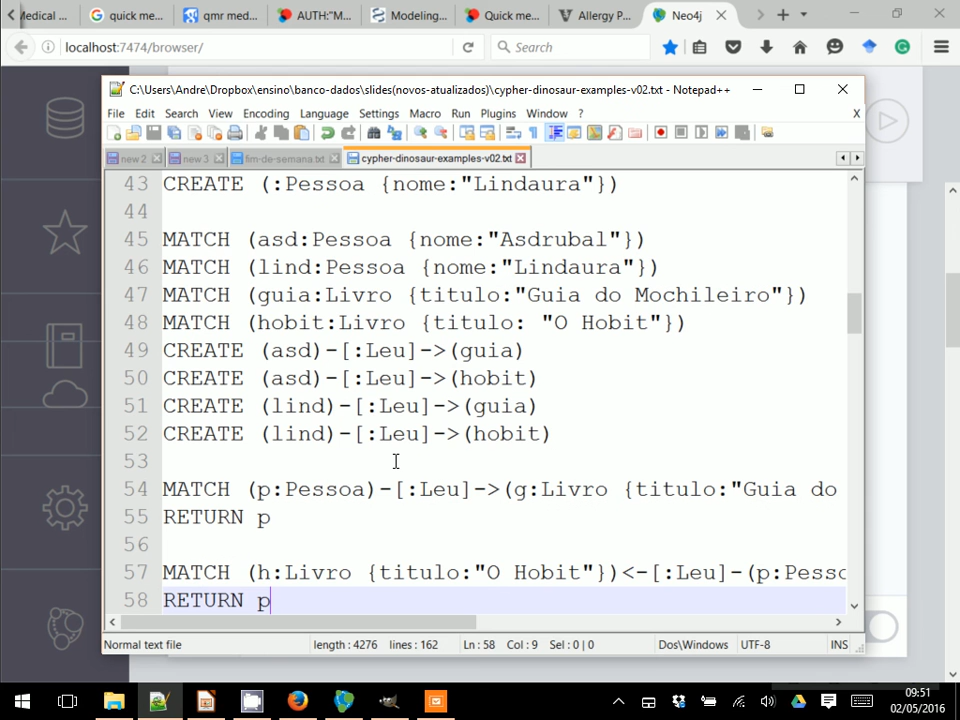 Medical ...
quick me...
qmr med...
AUTH:"M...
Modeling...
Quick me...
Allergy P...
Neo4j
localhost:7474/browser/
Search
C:\Users\Andre\Dropbox\ensino\banco-dados\slides(novos-atualizados)\cypher-dinosaur-examples-v02.txt - Notepad++
File Edit Search View Encoding Language Settings Macro Run Plugins Window ? X
new 2
new 3
fim-de-semana.txt
cypher-dinosaur-examples-v02.txt
43 CREATE (:Pessoa {nome:"Lindaura"})
44
45 MATCH (asd:Pessoa {nome:"Asdrubal"})
46 MATCH (lind:Pessoa {nome:"Lindaura"})
47 MATCH (guia:Livro {titulo:"Guia do Mochileiro"})
48 MATCH (hobit:Livro {titulo: "O Hobit"})
49 CREATE (asd)-[:Leu]->(guia)
50 CREATE (asd)-[:Leu]->(hobit)
51 CREATE (lind)-[:Leu]->(guia)
52 CREATE (lind)-[:Leu]->(hobit)
53
54 MATCH (p:Pessoa)-[:Leu]->(g:Livro {titulo:"Guia do
55 RETURN p
56
57 MATCH (h:Livro {titulo:"O Hobit"})<-[:Leu]-(p:Pesso
58 RETURN p
Normal text file length : 4276 lines : 162 Ln : 58 Col : 9 Sel : 0 | 0 Dos\Windows UTF-8 INS
09:51
02/05/2016